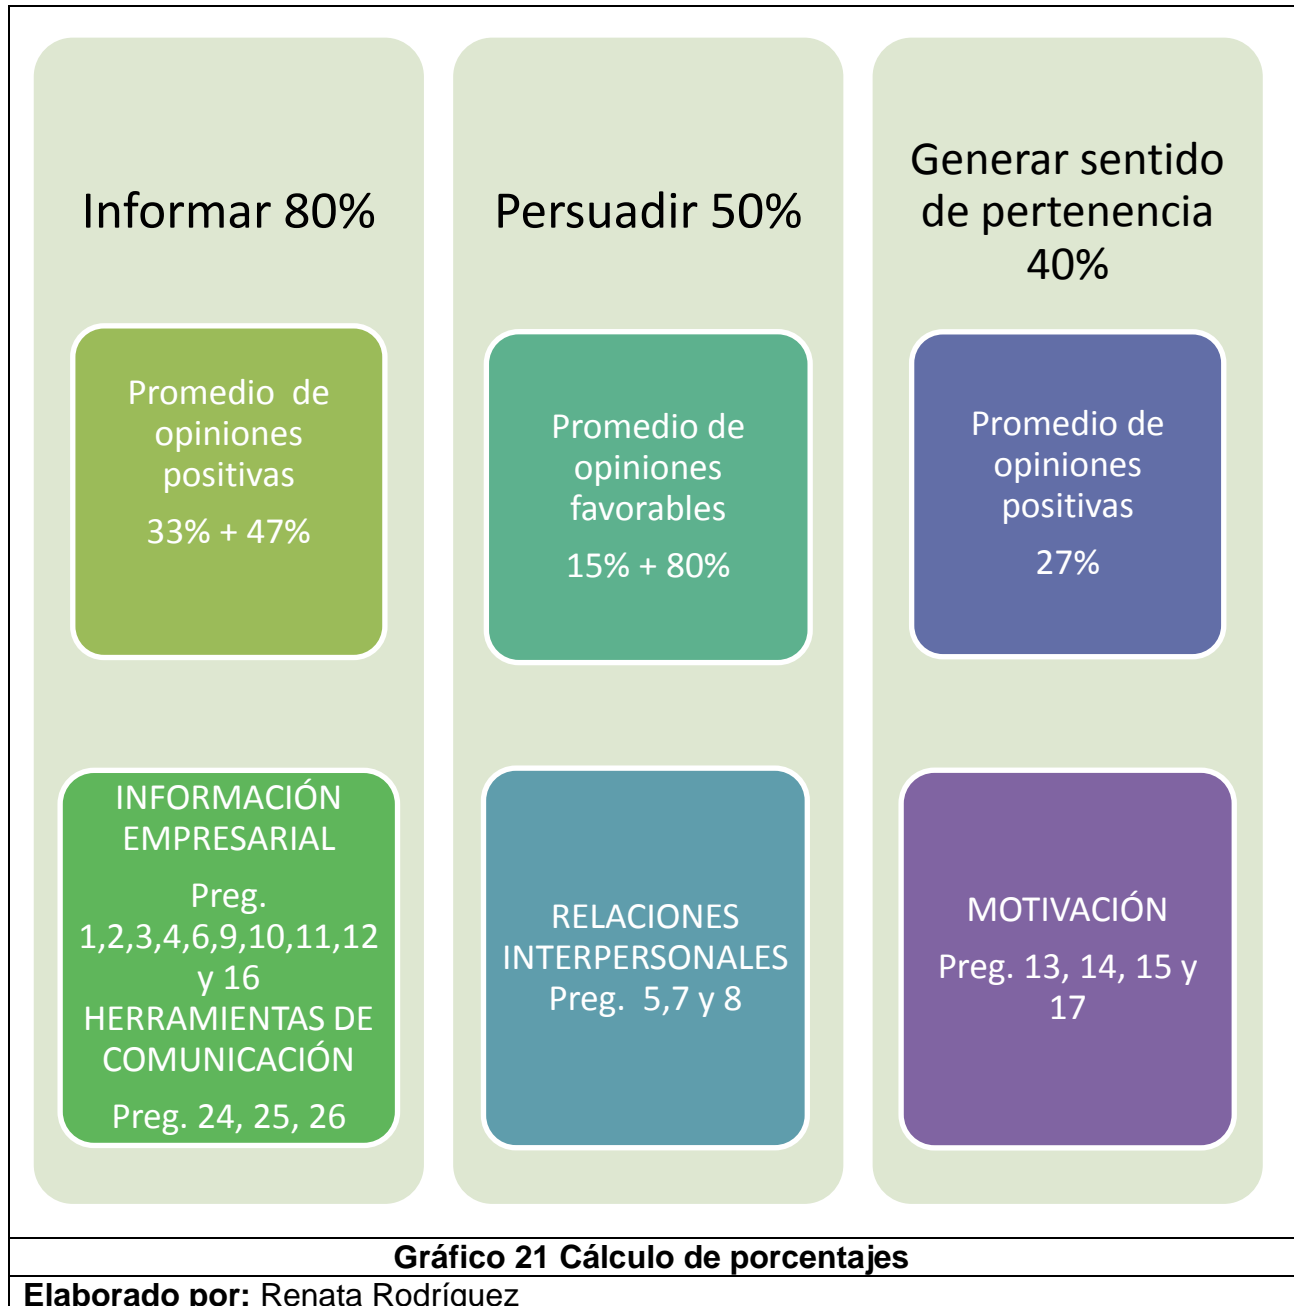 Informar 80%
Promedio de
opiniones
positivas
33% + 47%
INFORMACIÓN
EMPRESARIAL
Preg.
1,2,3,4,6,9,10,11,12
y 16
HERRAMIENTAS DE
COMUNICACIÓN
Preg. 24, 25, 26
Persuadir 50%
Promedio de
opiniones
favorables
15% + 80%
RELACIONES
INTERPERSONALES
Preg. 5,7 y 8
Generar sentido
de pertenencia
40%
Promedio de
opiniones
positivas
27%
MOTIVACIÓN
Preg. 13, 14, 15 y
17
Gráfico 21 Cálculo de porcentajes
Elaborado por: Renata Rodríguez